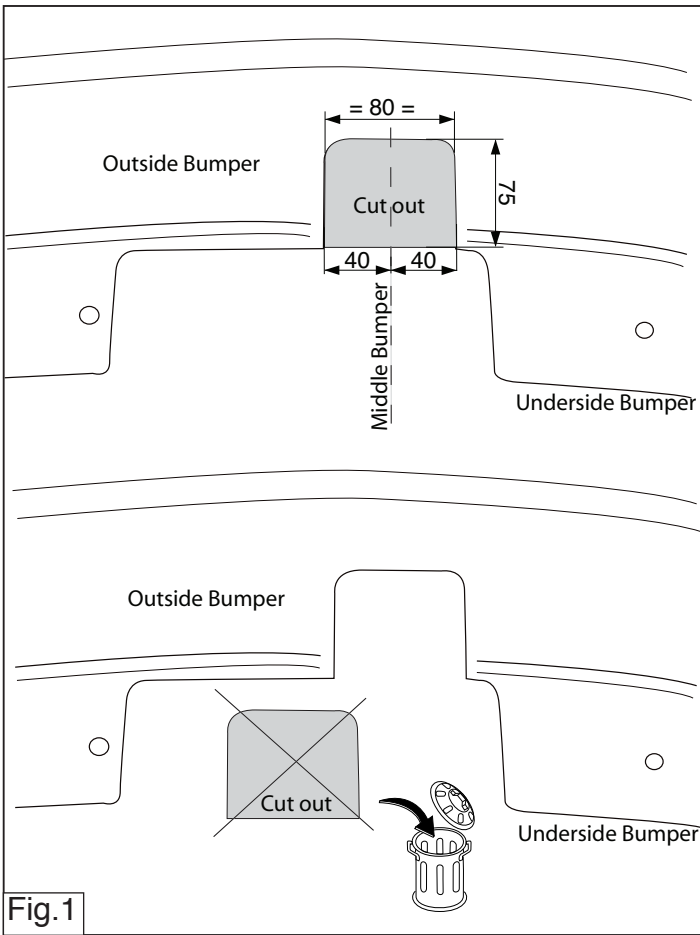 = 80 =
Outside Bumper
75
Cut out
40 40
Middle Bumper
Underside Bumper
Outside Bumper
Cut out
Underside Bumper
Fig.1